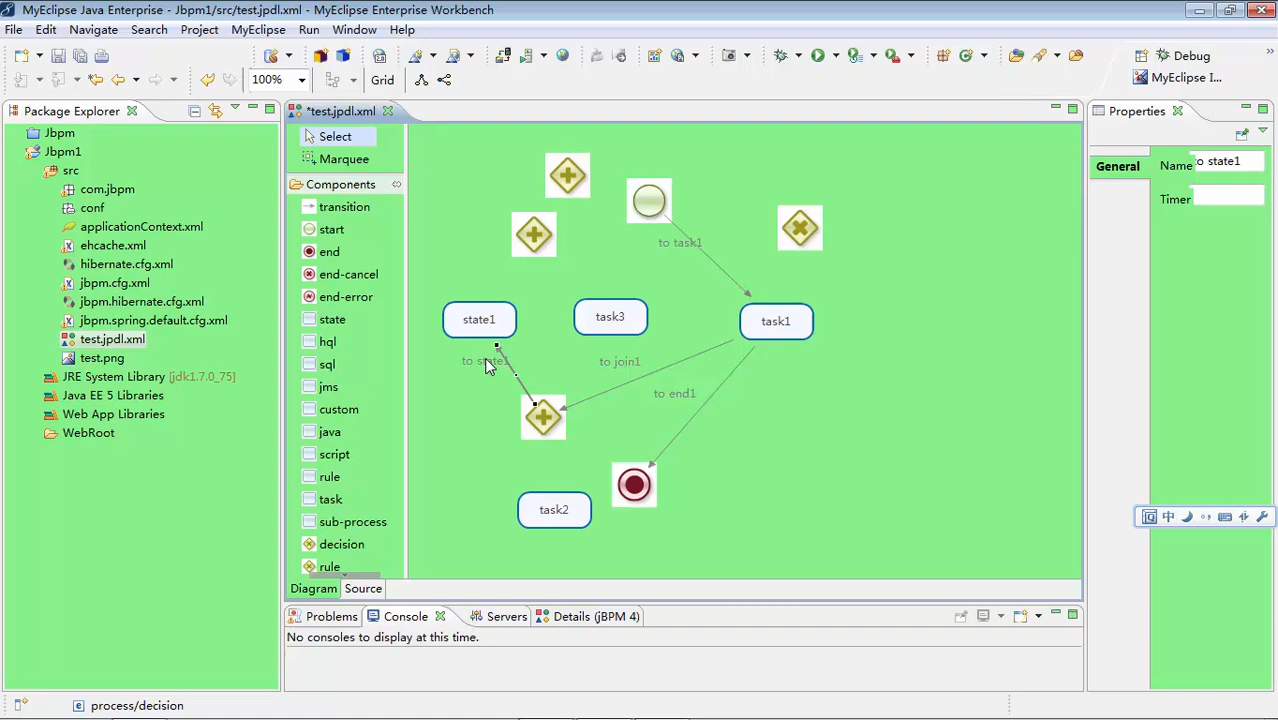 MyEclipse Java Enterprise - Jbpm1/src/test.jpdl.xml - MyEclipse Enterprise Workbench
File Edit Navigate Search Project MyEclipse Run Window Help
Debug
100% Grid MyEclipse I...
Package Explorer
Jbpm
Jbpm1
src
com.jbpm
conf
applicationContext.xml
ehcache.xml
hibernate.cfg.xml
jbpm.cfg.xml
jbpm.hibernate.cfg.xml
jbpm.spring.default.cfg.xml
test.jpdl.xml
test.png
JRE System Library [jdk1.7.0_75]
Java EE 5 Libraries
Web App Libraries
WebRoot
*test.jpdl.xml
Select
Marquee
Components
transition
start
end
end-cancel
end-error
state
hql
sql
jms
custom
java
script
rule
task
sub-process
decision
rule
Diagram Source
to task1
state1
task3
task1
to state1
to join1
to end1
task2
Properties
General
Name o state1
Timer
中
Problems Console Servers Details (jBPM 4)
No consoles to display at this time.
process/decision